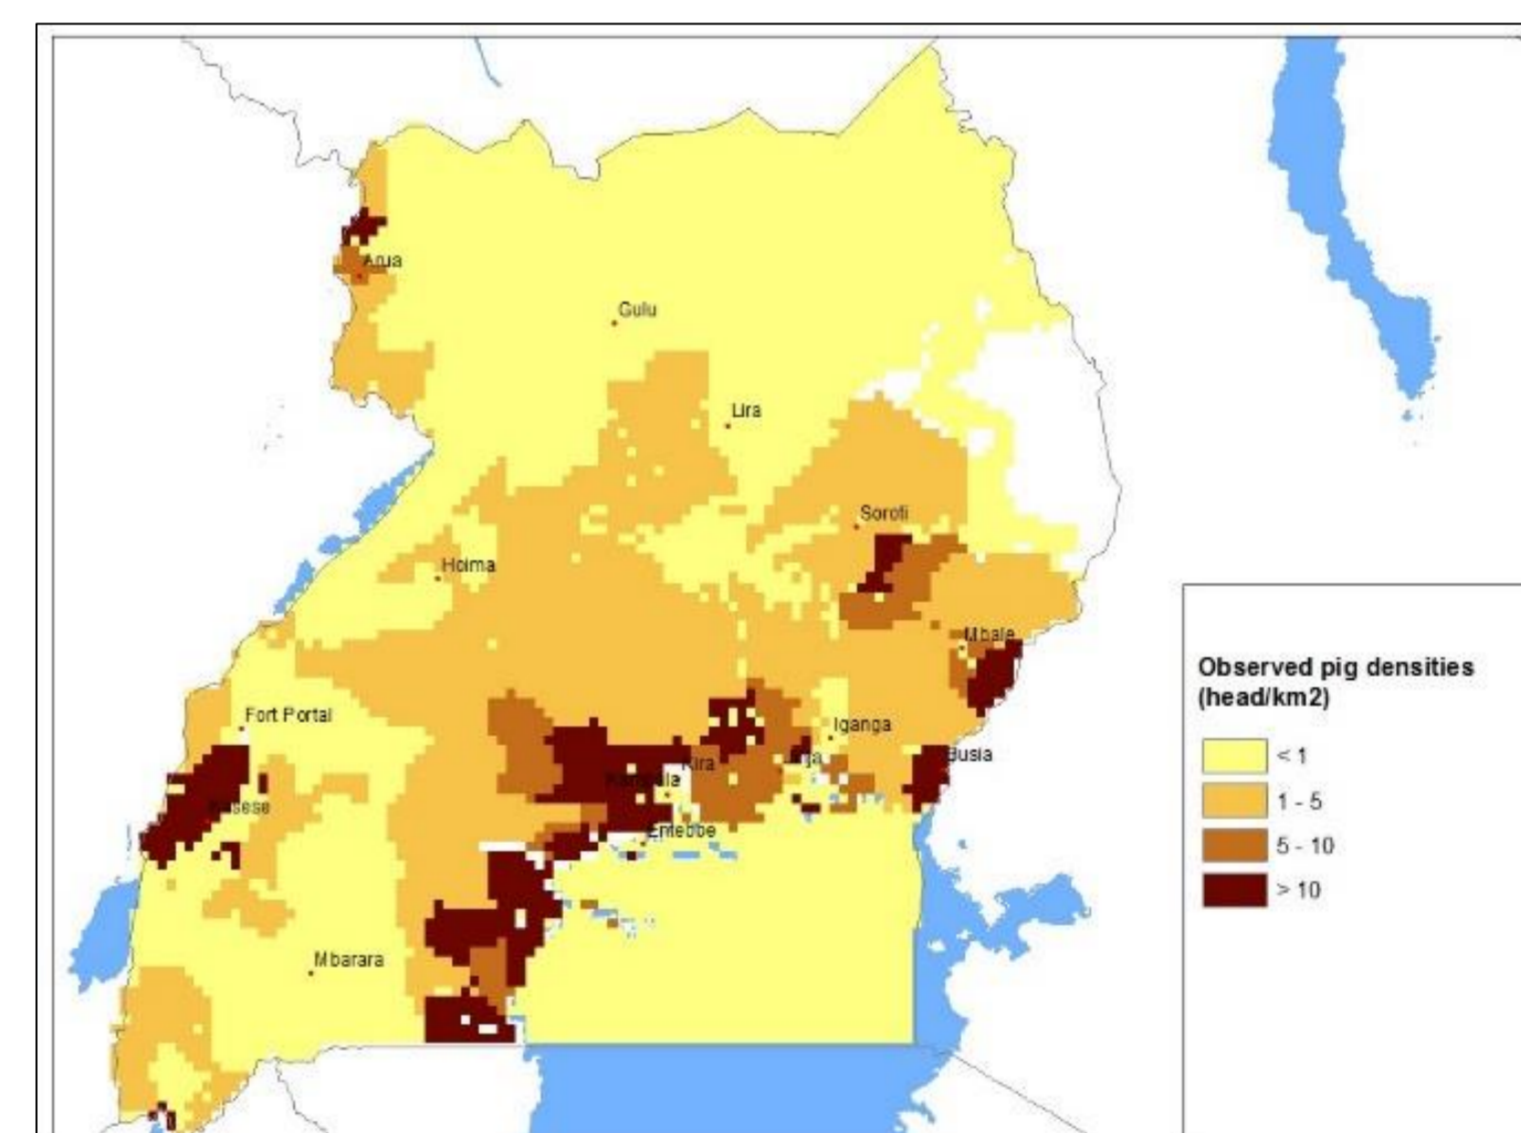 Arua
Gulu
Lira
Soroti
Hoima
Mbale
Fort Portal
Iganga
Busia
Kira
Kasese
Entebbe
Mbarara
Observed pig densities
(head/km2)
< 1
1 - 5
5 - 10
> 10